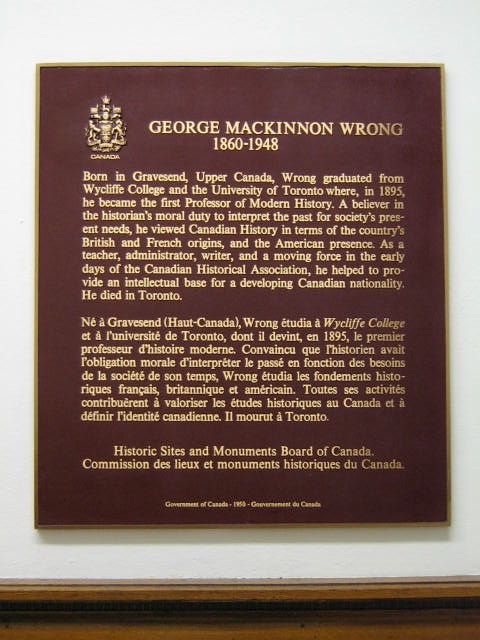 CANADA
GEORGE MACKINNON WRONG
1860-1948
Born in Gravesend, Upper Canada, Wrong graduated from
Wycliffe College and the University of Toronto where, in 1895,
he became the first Professor of Modern History. A believer in
the historian's moral duty to interpret the past for society's pres-
ent needs, he viewed Canadian History in terms of the country's
British and French origins, and the American presence. As a
teacher, administrator, writer, and a moving force in the early
days of the Canadian Historical Association, he helped to pro-
vide an intellectual base for a developing Canadian nationality.
He died in Toronto.
Né à Gravesend (Haut-Canada), Wrong étudia à Wycliffe College
et à l'université de Toronto, dont il devint, en 1895, le premier
professeur d'histoire moderne. Convaincu que l'historien avait
l'obligation morale d'interpréter le passé en fonction des besoins
de la société de son temps, Wrong étudia les fondements histo-
riques français, britannique et américain. Toutes ses activités
contribuèrent à valoriser les études historiques au Canada et à
définir l'identité canadienne. Il mourut à Toronto.
Historic Sites and Monuments Board of Canada.
Commission des lieux et monuments historiques du Canada.
Government of Canada - 1950 - Gouvernement du Canada